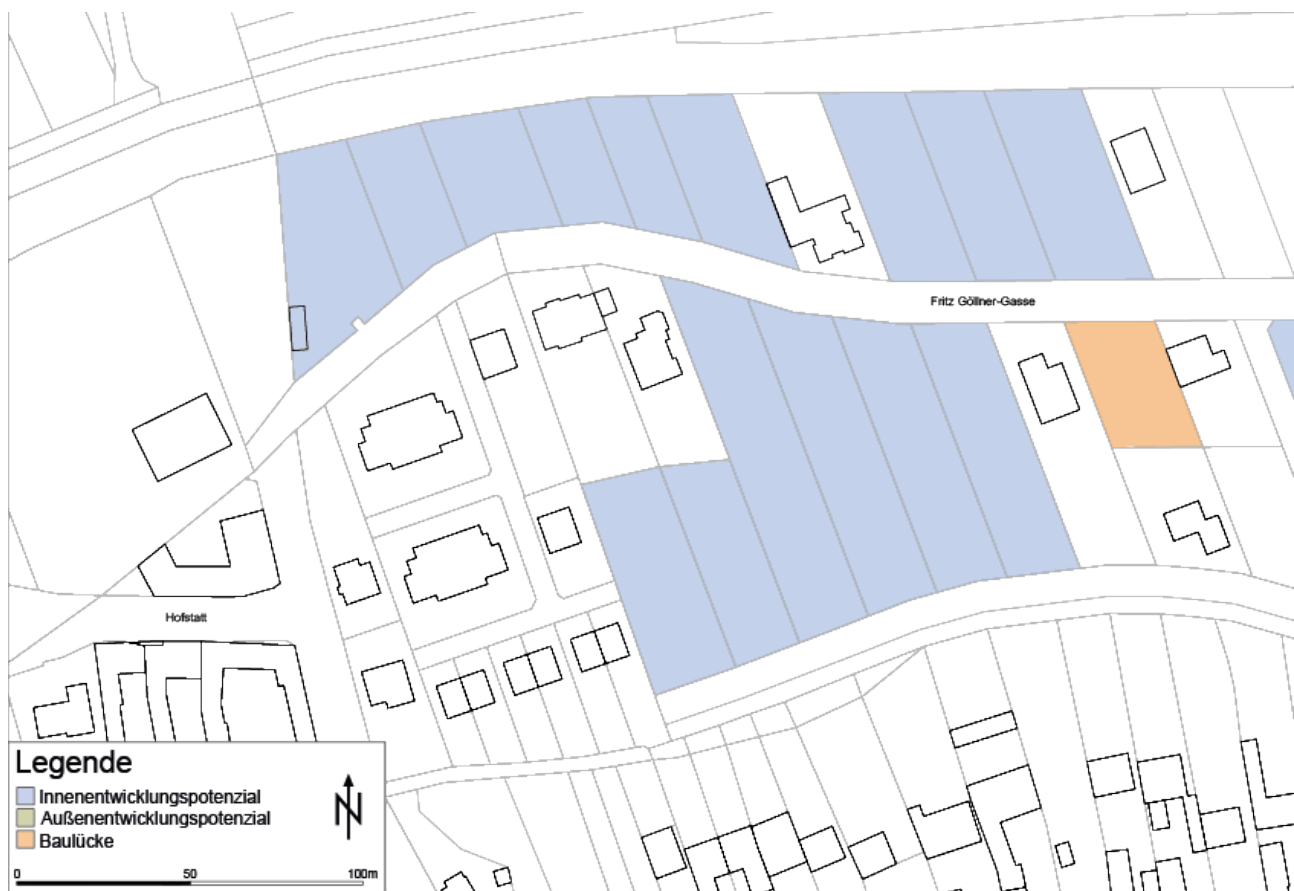 Fritz Göllner-Gasse
Hofstatt
Legende
Innenentwicklungspotenzial
Außenentwicklungspotenzial
Baulücke
N
0 50 100m